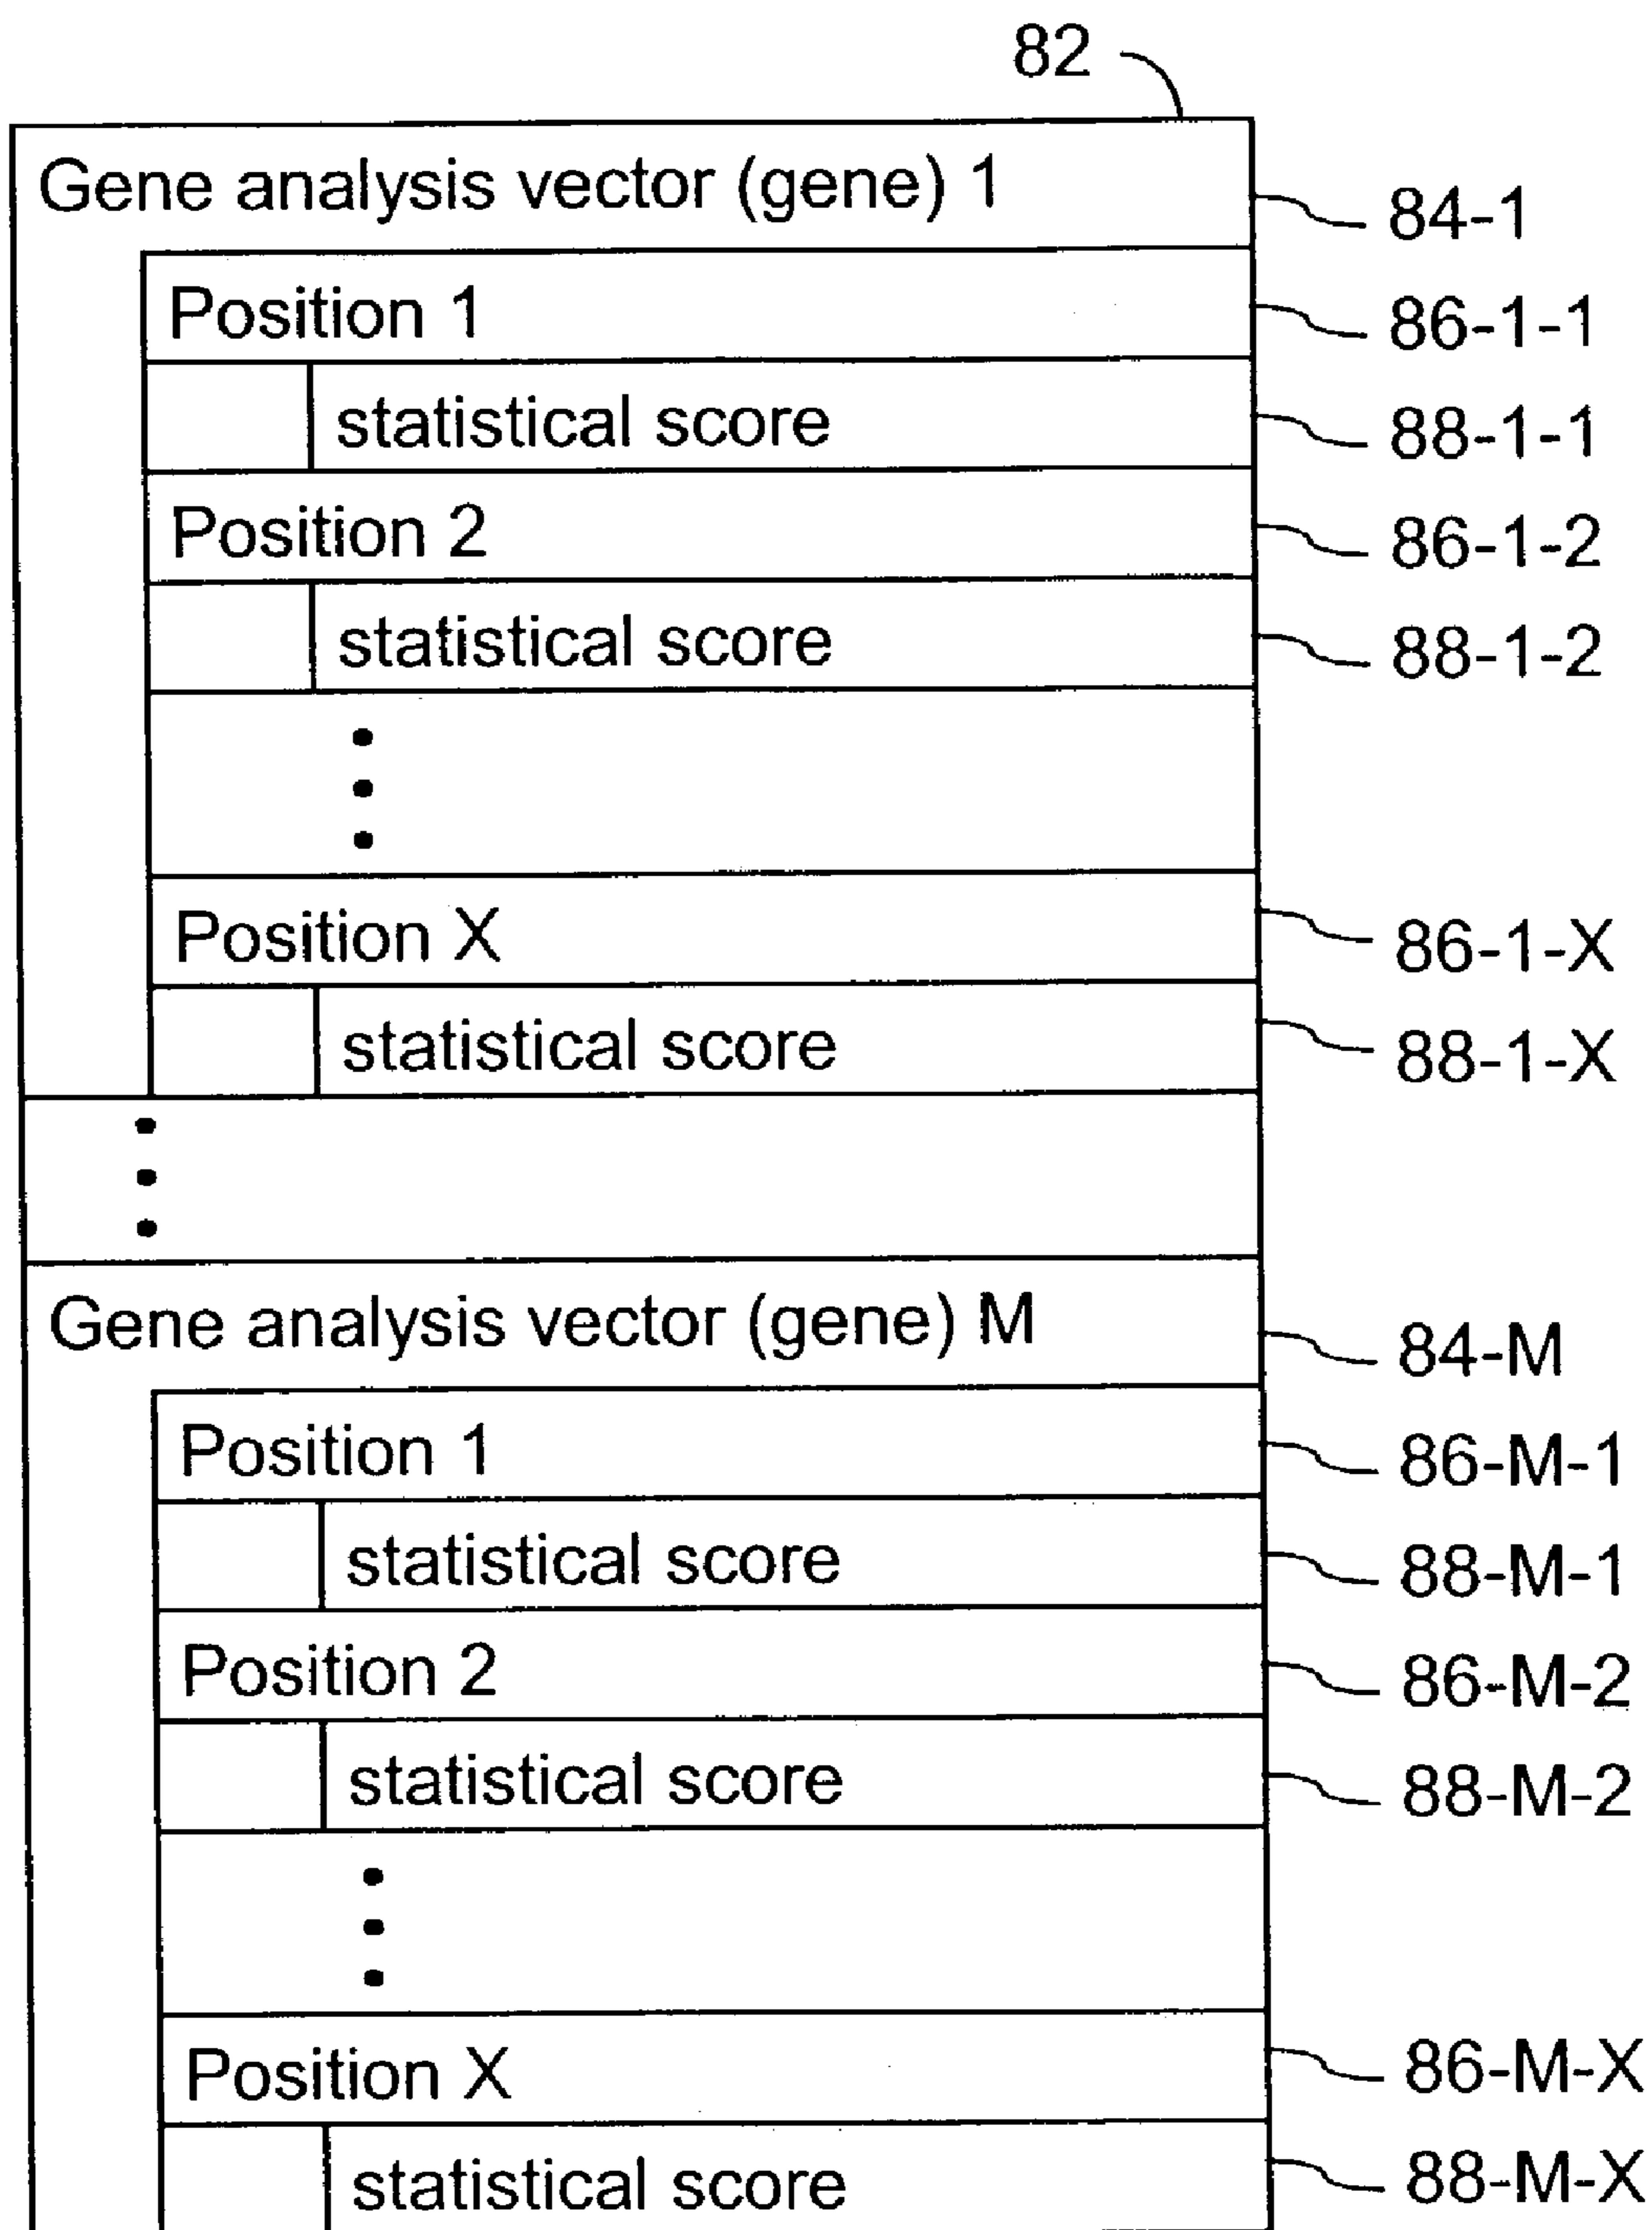 82
Gene analysis vector (gene) 1 84-1
Position 1 86-1-1
statistical score 88-1-1
Position 2 86-1-2
statistical score 88-1-2
Position X 86-1-X
statistical score 88-1-X
Gene analysis vector (gene) M 84-M
Position 1 86-M-1
statistical score 88-M-1
Position 2 86-M-2
statistical score 88-M-2
Position X 86-M-X
statistical score 88-M-X